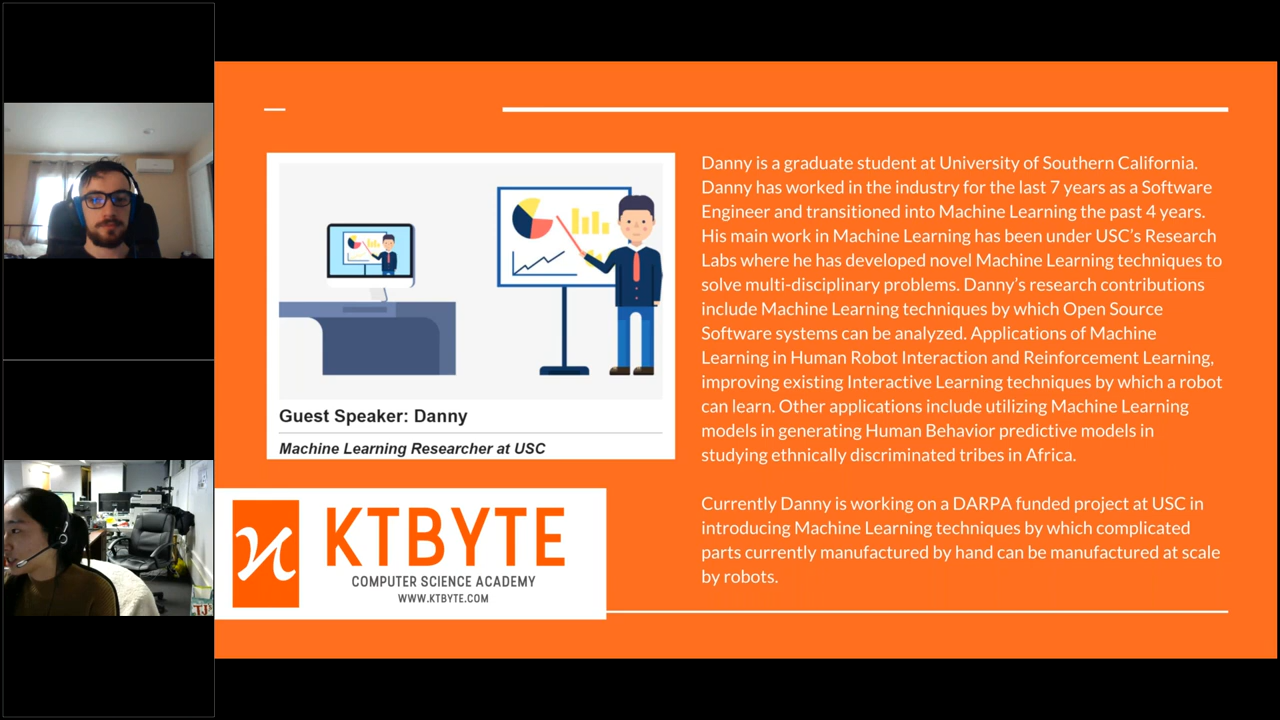 Danny is a graduate student at University of Southern California.
Danny has worked in the industry for the last 7 years as a Software
Engineer and transitioned into Machine Learning the past 4 years.
His main work in Machine Learning has been under USC's Research
Labs where he has developed novel Machine Learning techniques to
solve multi-disciplinary problems. Danny's research contributions
include Machine Learning techniques by which Open Source
Software systems can be analyzed. Applications of Machine
Learning in Human Robot Interaction and Reinforcement Learning,
improving existing Interactive Learning techniques by which a robot
can learn. Other applications include utilizing Machine Learning
models in generating Human Behavior predictive models in
studying ethnically discriminated tribes in Africa.
Currently Danny is working on a DARPA funded project at USC in
introducing Machine Learning techniques by which complicated
parts currently manufactured by hand can be manufactured at scale
by robots.
Guest Speaker: Danny
Machine Learning Researcher at USC
KTBYTE
COMPUTER SCIENCE ACADEMY
WWW.KTBYTE.COM